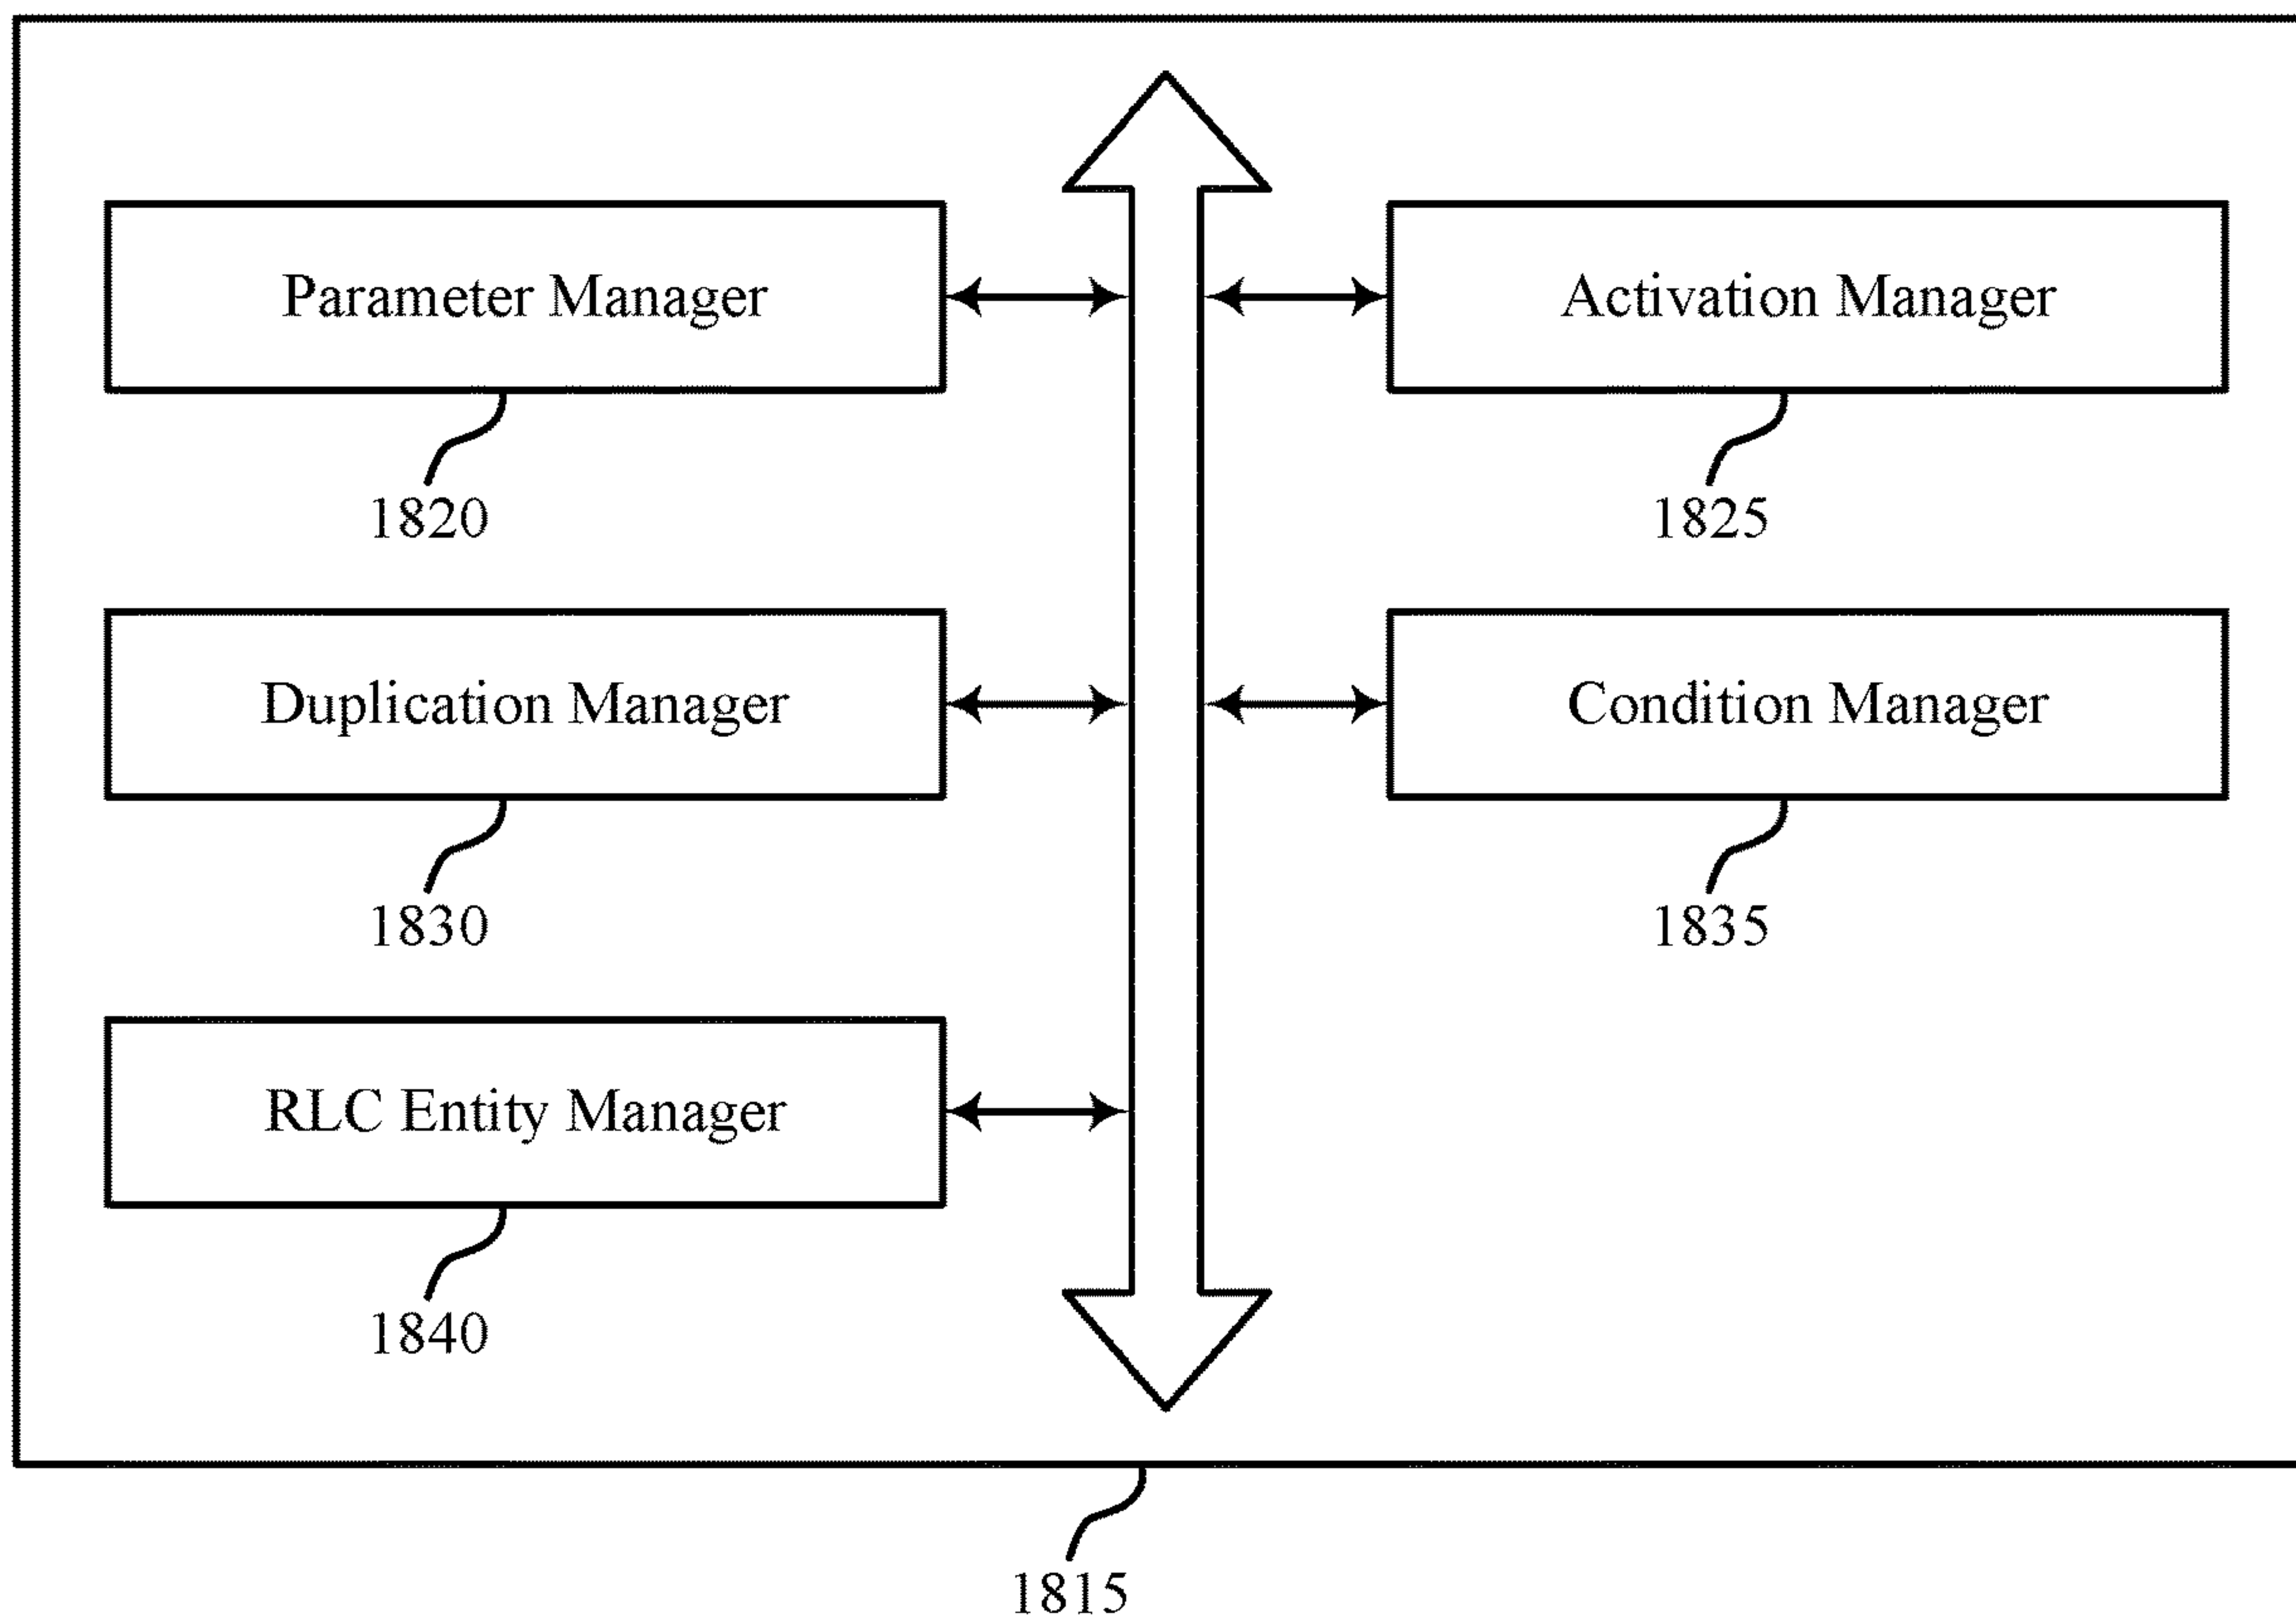 Parameter Manager
Activation Manager
1820
1825
Duplication Manager
Condition Manager
1830
1835
RLC Entity Manager
1840
1815